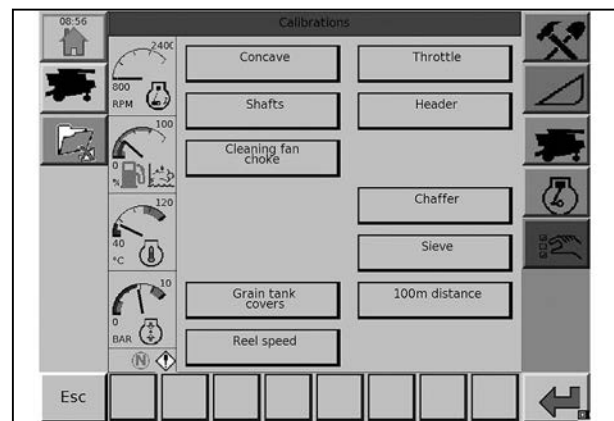 08:56
Calibrations
2400
800
RPM
100
0
%
120
40
°C
10
0
BAR
N
Concave
Throttle
Shafts
Header
Cleaning fan
choke
Chaffer
Sieve
Grain tank
covers
100m distance
Reel speed
Esc